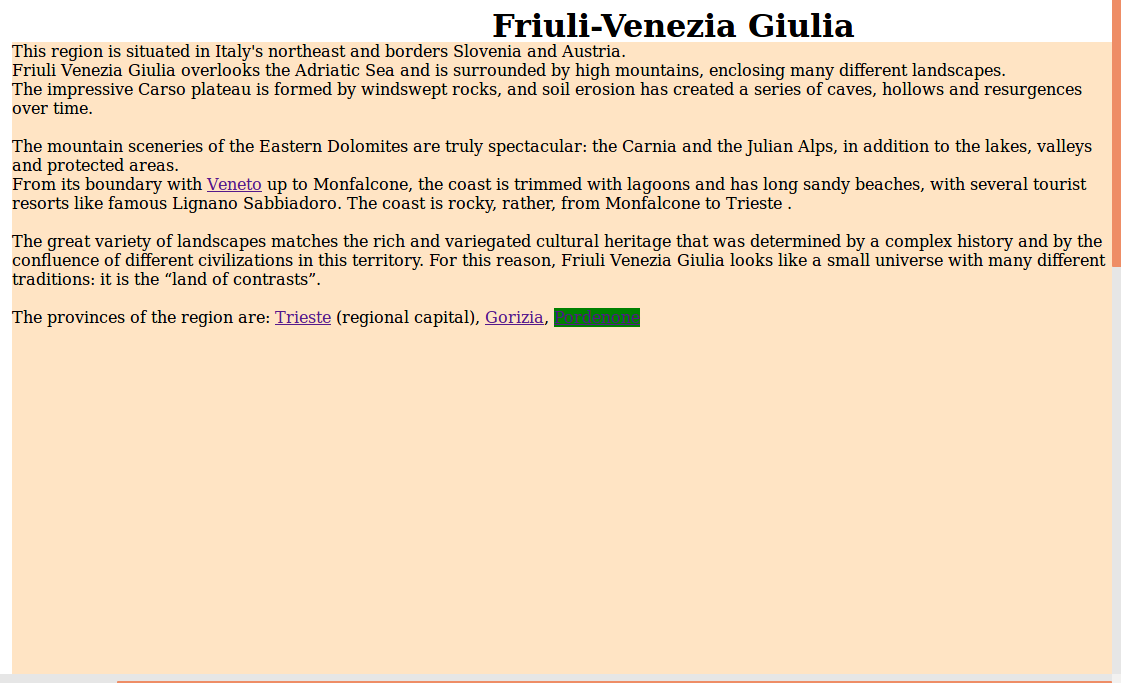 Friuli-Venezia Giulia
This region is situated in Italy's northeast and borders Slovenia and Austria.
Friuli Venezia Giulia overlooks the Adriatic Sea and is surrounded by high mountains, enclosing many different landscapes.
The impressive Carso plateau is formed by windswept rocks, and soil erosion has created a series of caves, hollows and resurgences
over time.
The mountain sceneries of the Eastern Dolomites are truly spectacular: the Carnia and the Julian Alps, in addition to the lakes, valleys
and protected areas.
From its boundary with Veneto up to Monfalcone, the coast is trimmed with lagoons and has long sandy beaches, with several tourist
resorts like famous Lignano Sabbiadoro. The coast is rocky, rather, from Monfalcone to Trieste .
The great variety of landscapes matches the rich and variegated cultural heritage that was determined by a complex history and by the
confluence of different civilizations in this territory. For this reason, Friuli Venezia Giulia looks like a small universe with many different
traditions: it is the “land of contrasts”.
The provinces of the region are: Trieste (regional capital), Gorizia, Pordenone